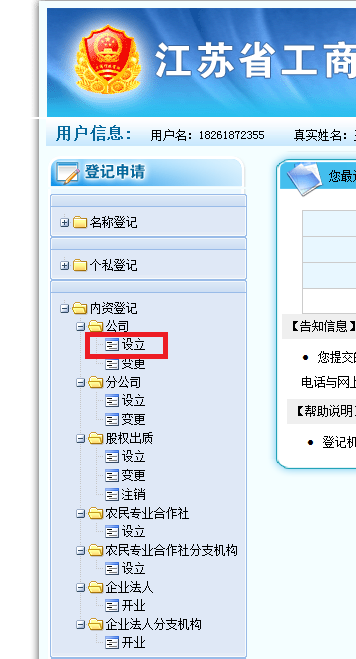 江苏省工商
用户信息： 用户名：18261872355 真实姓名：
登记申请
您最
名称登记
个私登记
内资登记
公司
设立
变更
分公司
设立
变更
股权出质
设立
变更
注销
农民专业合作社
设立
农民专业合作社分支机构
设立
企业法人
开业
企业法人分支机构
开业
【告知信息】
• 您提交的
电话与网上
【帮助说明】
• 登记机